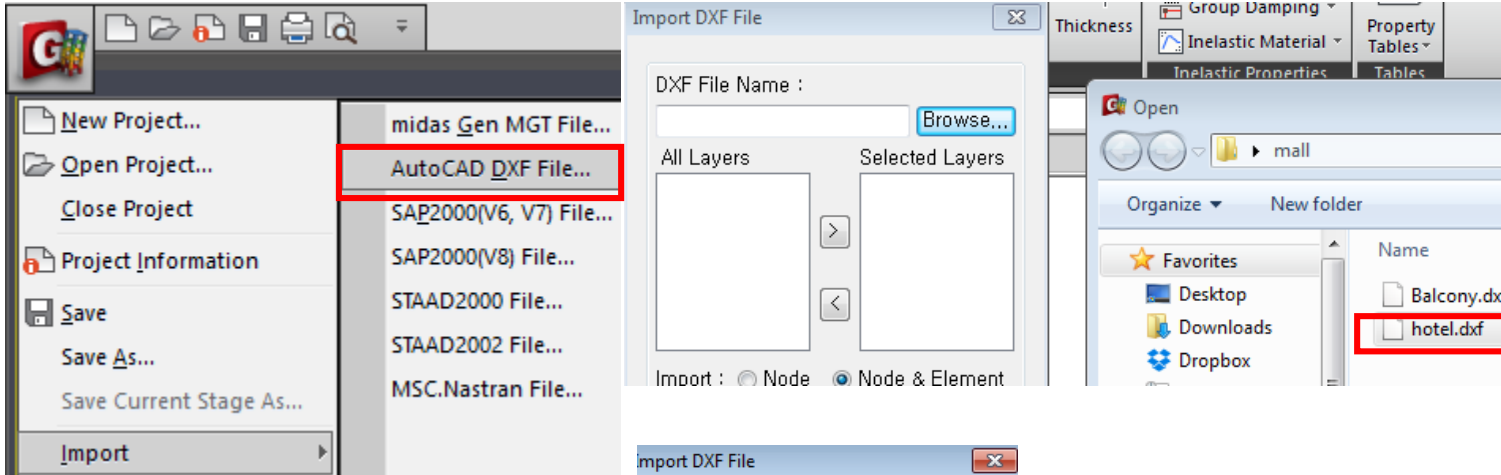 New Project...
Open Project...
Close Project
Project Information
Save
Save As...
Save Current Stage As...
Import
midas Gen MGT File...
AutoCAD DXF File...
SAP2000(V6, V7) File...
SAP2000(V8) File...
STAAD2000 File...
STAAD2002 File...
MSC.Nastran File...
Import DXF File
DXF File Name :
Browse...
All Layers Selected Layers
>
<
Import : Node Node & Element
Import DXF File
Thickness
Group Damping
Inelastic Material
Inelastic Properties
Property
Tables
Tables
Open
mall
Organize New folder
Favorites
Desktop
Downloads
Dropbox
Name
Balcony.dx
hotel.dxf